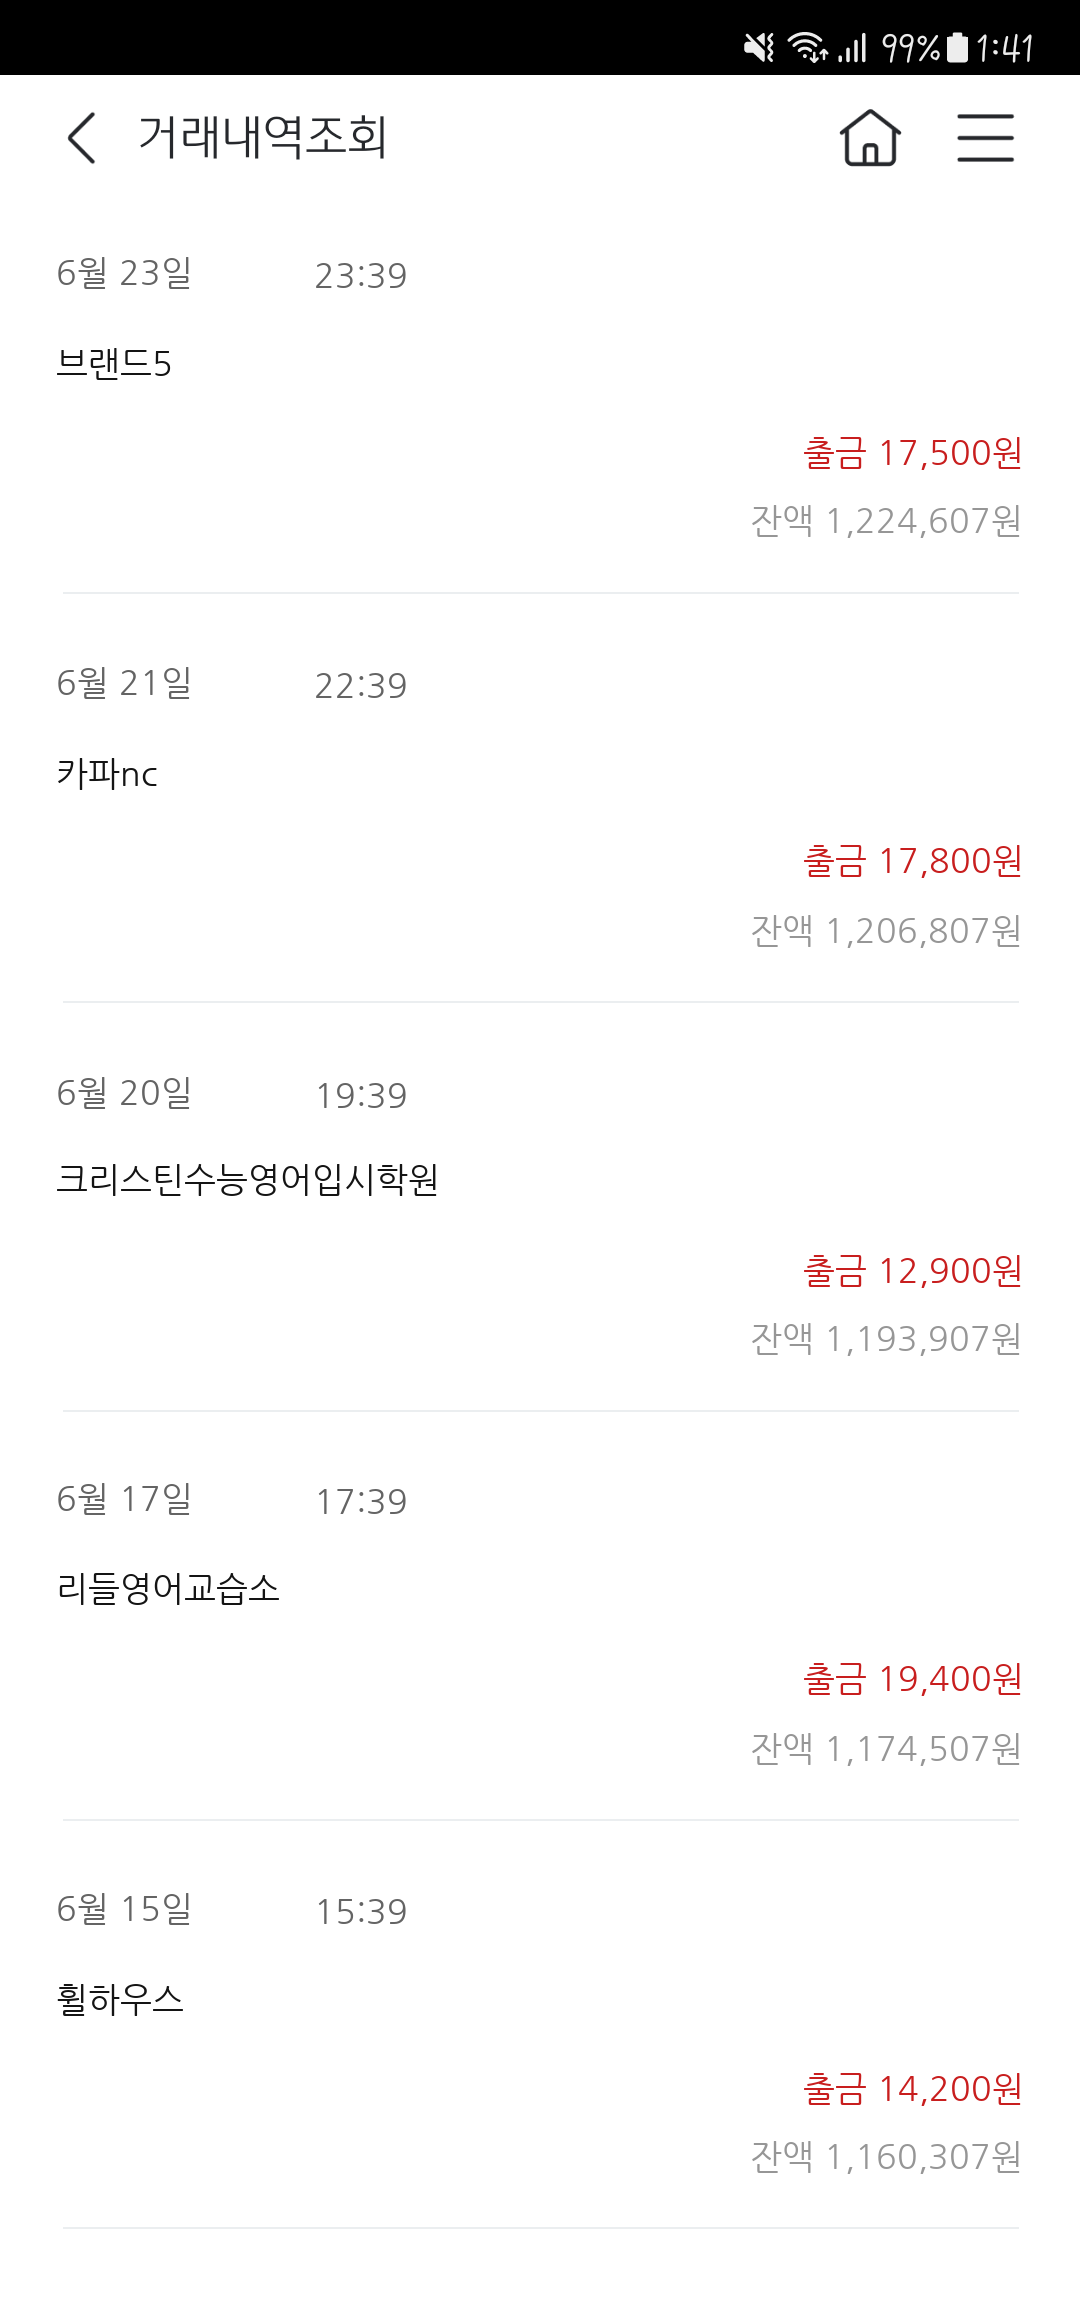 99% 1:41
거래내역조회
6월 23일 23:39
브랜드5
출금 17,500원
잔액 1,224,607원
6월 21일 22:39
카파nc
출금 17,800원
잔액 1,206,807원
6월 20일 19:39
크리스틴수능영어입시학원
출금 12,900원
잔액 1,193,907원
6월 17일 17:39
리들영어교습소
출금 19,400원
잔액 1,174,507원
6월 15일 15:39
휠하우스
출금 14,200원
잔액 1,160,307원